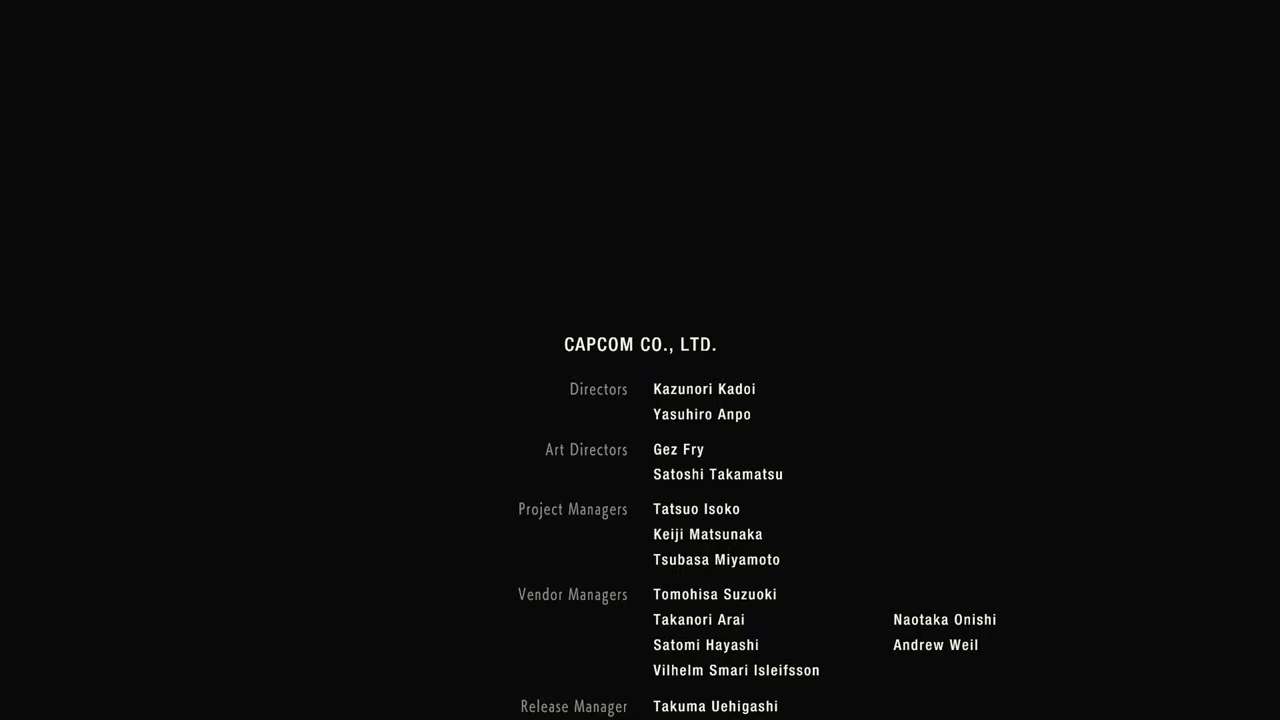 CAPCOM CO., LTD.
Directors Kazunori Kadoi
Yasuhiro Anpo
Art Directors Gez Fry
Satoshi Takamatsu
Project Managers Tatsuo Isoko
Keiji Matsunaka
Tsubasa Miyamoto
Vendor Managers Tomohisa Suzuoki
Takanori Arai Naotaka Onishi
Satomi Hayashi Andrew Weil
Vilhelm Smari Isleifsson
Release Manager Takuma Uehigashi